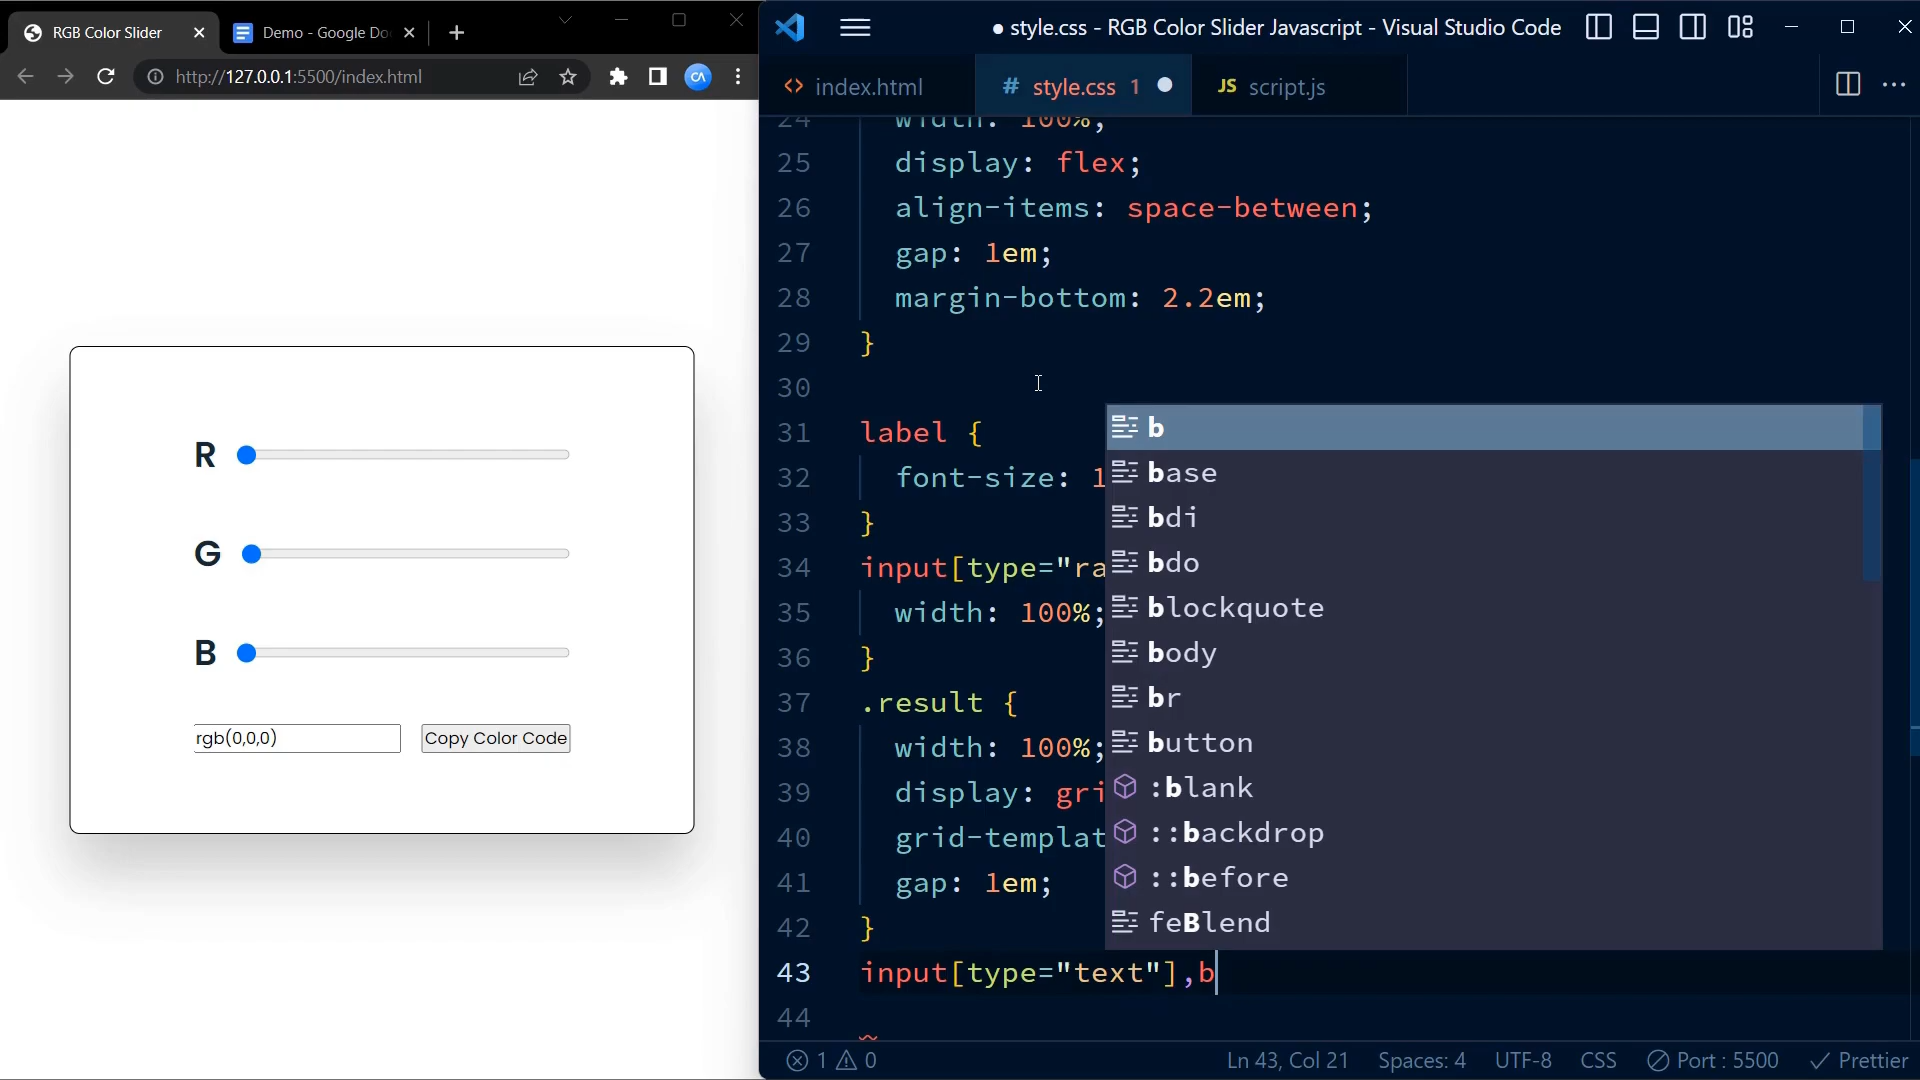 RGB Color Slider
Demo - Google Do
http://127.0.0.1:5500/index.html
CA
R
G
B
rgb(0,0,0)
Copy Color Code
● style.css - RGB Color Slider Javascript - Visual Studio Code
<> index.html
# style.css 1 ●
JS script.js
24 width: 100%;
25 display: flex;
26 align-items: space-between;
27 gap: 1em;
28 margin-bottom: 2.2em;
29 }
30
31 label {
32 font-size: 1
33 }
34 input[type="ra
35 width: 100%;
36 }
37 .result {
38 width: 100%;
39 display: gri
40 grid-templat
41 gap: 1em;
42 }
43 input[type="text"],b
44
b
base
bdi
bdo
blockquote
body
br
button
:blank
::backdrop
::before
feBlend
1 0
Ln 43, Col 21
Spaces: 4
UTF-8
CSS
Port : 5500
Prettier